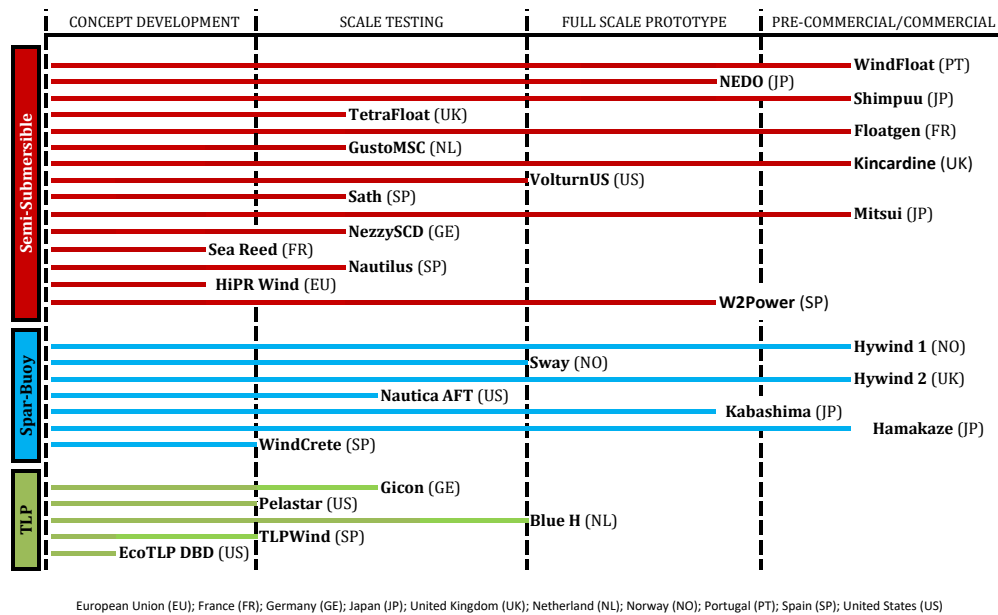 CONCEPT DEVELOPMENT SCALE TESTING FULL SCALE PROTOTYPE PRE-COMMERCIAL/COMMERCIAL
Semi-Submersible
WindFloat (PT)
NEDO (JP)
Shimpuu (JP)
TetraFloat (UK)
Floatgen (FR)
GustoMSC (NL)
Kincardine (UK)
VolturnUS (US)
Sath (SP)
Mitsui (JP)
NezzySCD (GE)
Sea Reed (FR)
Nautilus (SP)
HiPR Wind (EU)
W2Power (SP)
Spar-Buoy
Hywind 1 (NO)
Sway (NO)
Hywind 2 (UK)
Nautica AFT (US)
Kabashima (JP)
Hamakaze (JP)
WindCrete (SP)
TLP
Gicon (GE)
Pelastar (US)
Blue H (NL)
TLPWind (SP)
EcoTLP DBD (US)
European Union (EU); France (FR); Germany (GE); Japan (JP); United Kingdom (UK); Netherland (NL); Norway (NO); Portugal (PT); Spain (SP); United States (US)